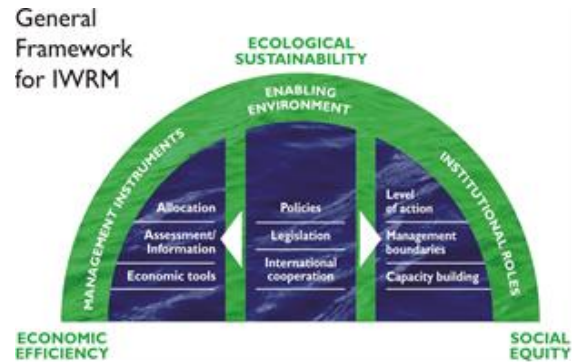 General
Framework
for IWRM
ECOLOGICAL
SUSTAINABILITY
ENABLING
ENVIRONMENT
MANAGEMENT INSTRUMENTS
INSTITUTIONAL ROLES
Allocation
Assessment/
Information
Economic tools
Policies
Legislation
International
cooperation
Level
of action
Management
boundaries
Capacity building
ECONOMIC
EFFICIENCY
SOCIAL
EQUITY